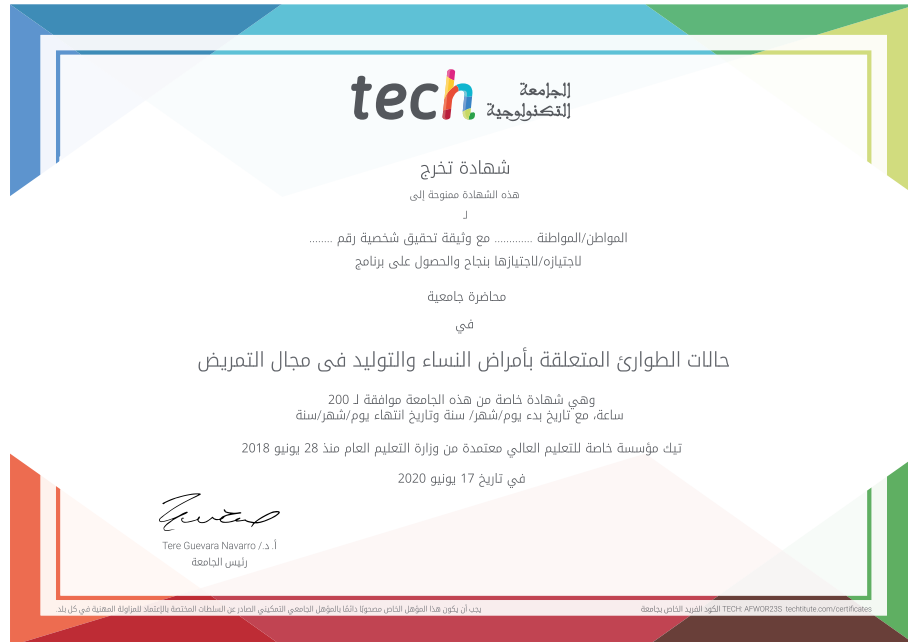 tech الجامعة
التكنولوجية
شهادة تخرج
هذه الشهادة ممنوحة إلى
لـ
المواطن/المواطنة ............ مع وثيقة تحقيق شخصية رقم ........
لاجتيازه/لاجتيازها بنجاح والحصول على برنامج
محاضرة جامعية
في
حالات الطوارئ المتعلقة بأمراض النساء والتوليد فى مجال التمريض
وهي شهادة خاصة من هذه الجامعة موافقة لـ 200
ساعة، مع تاريخ بدء يوم/شهر/ سنة وتاريخ انتهاء يوم/شهر/سنة
تيك مؤسسة خاصة للتعليم العالي معتمدة من وزارة التعليم العام منذ 28 يونيو 2018
في تاريخ 17 يونيو 2020
أ. د./ Tere Guevara Navarro
رئيس الجامعة
الكود الفريد الخاص بجامعة TECH: AFWOR23S techtitute.com/certificates
يجب أن يكون هذا المؤهل الخاص مصحوبًا دائمًا بالمؤهل الجامعي التمكيني الصادر عن السلطات المختصة بالإعتماد للمزاولة المهنية في كل بلد.